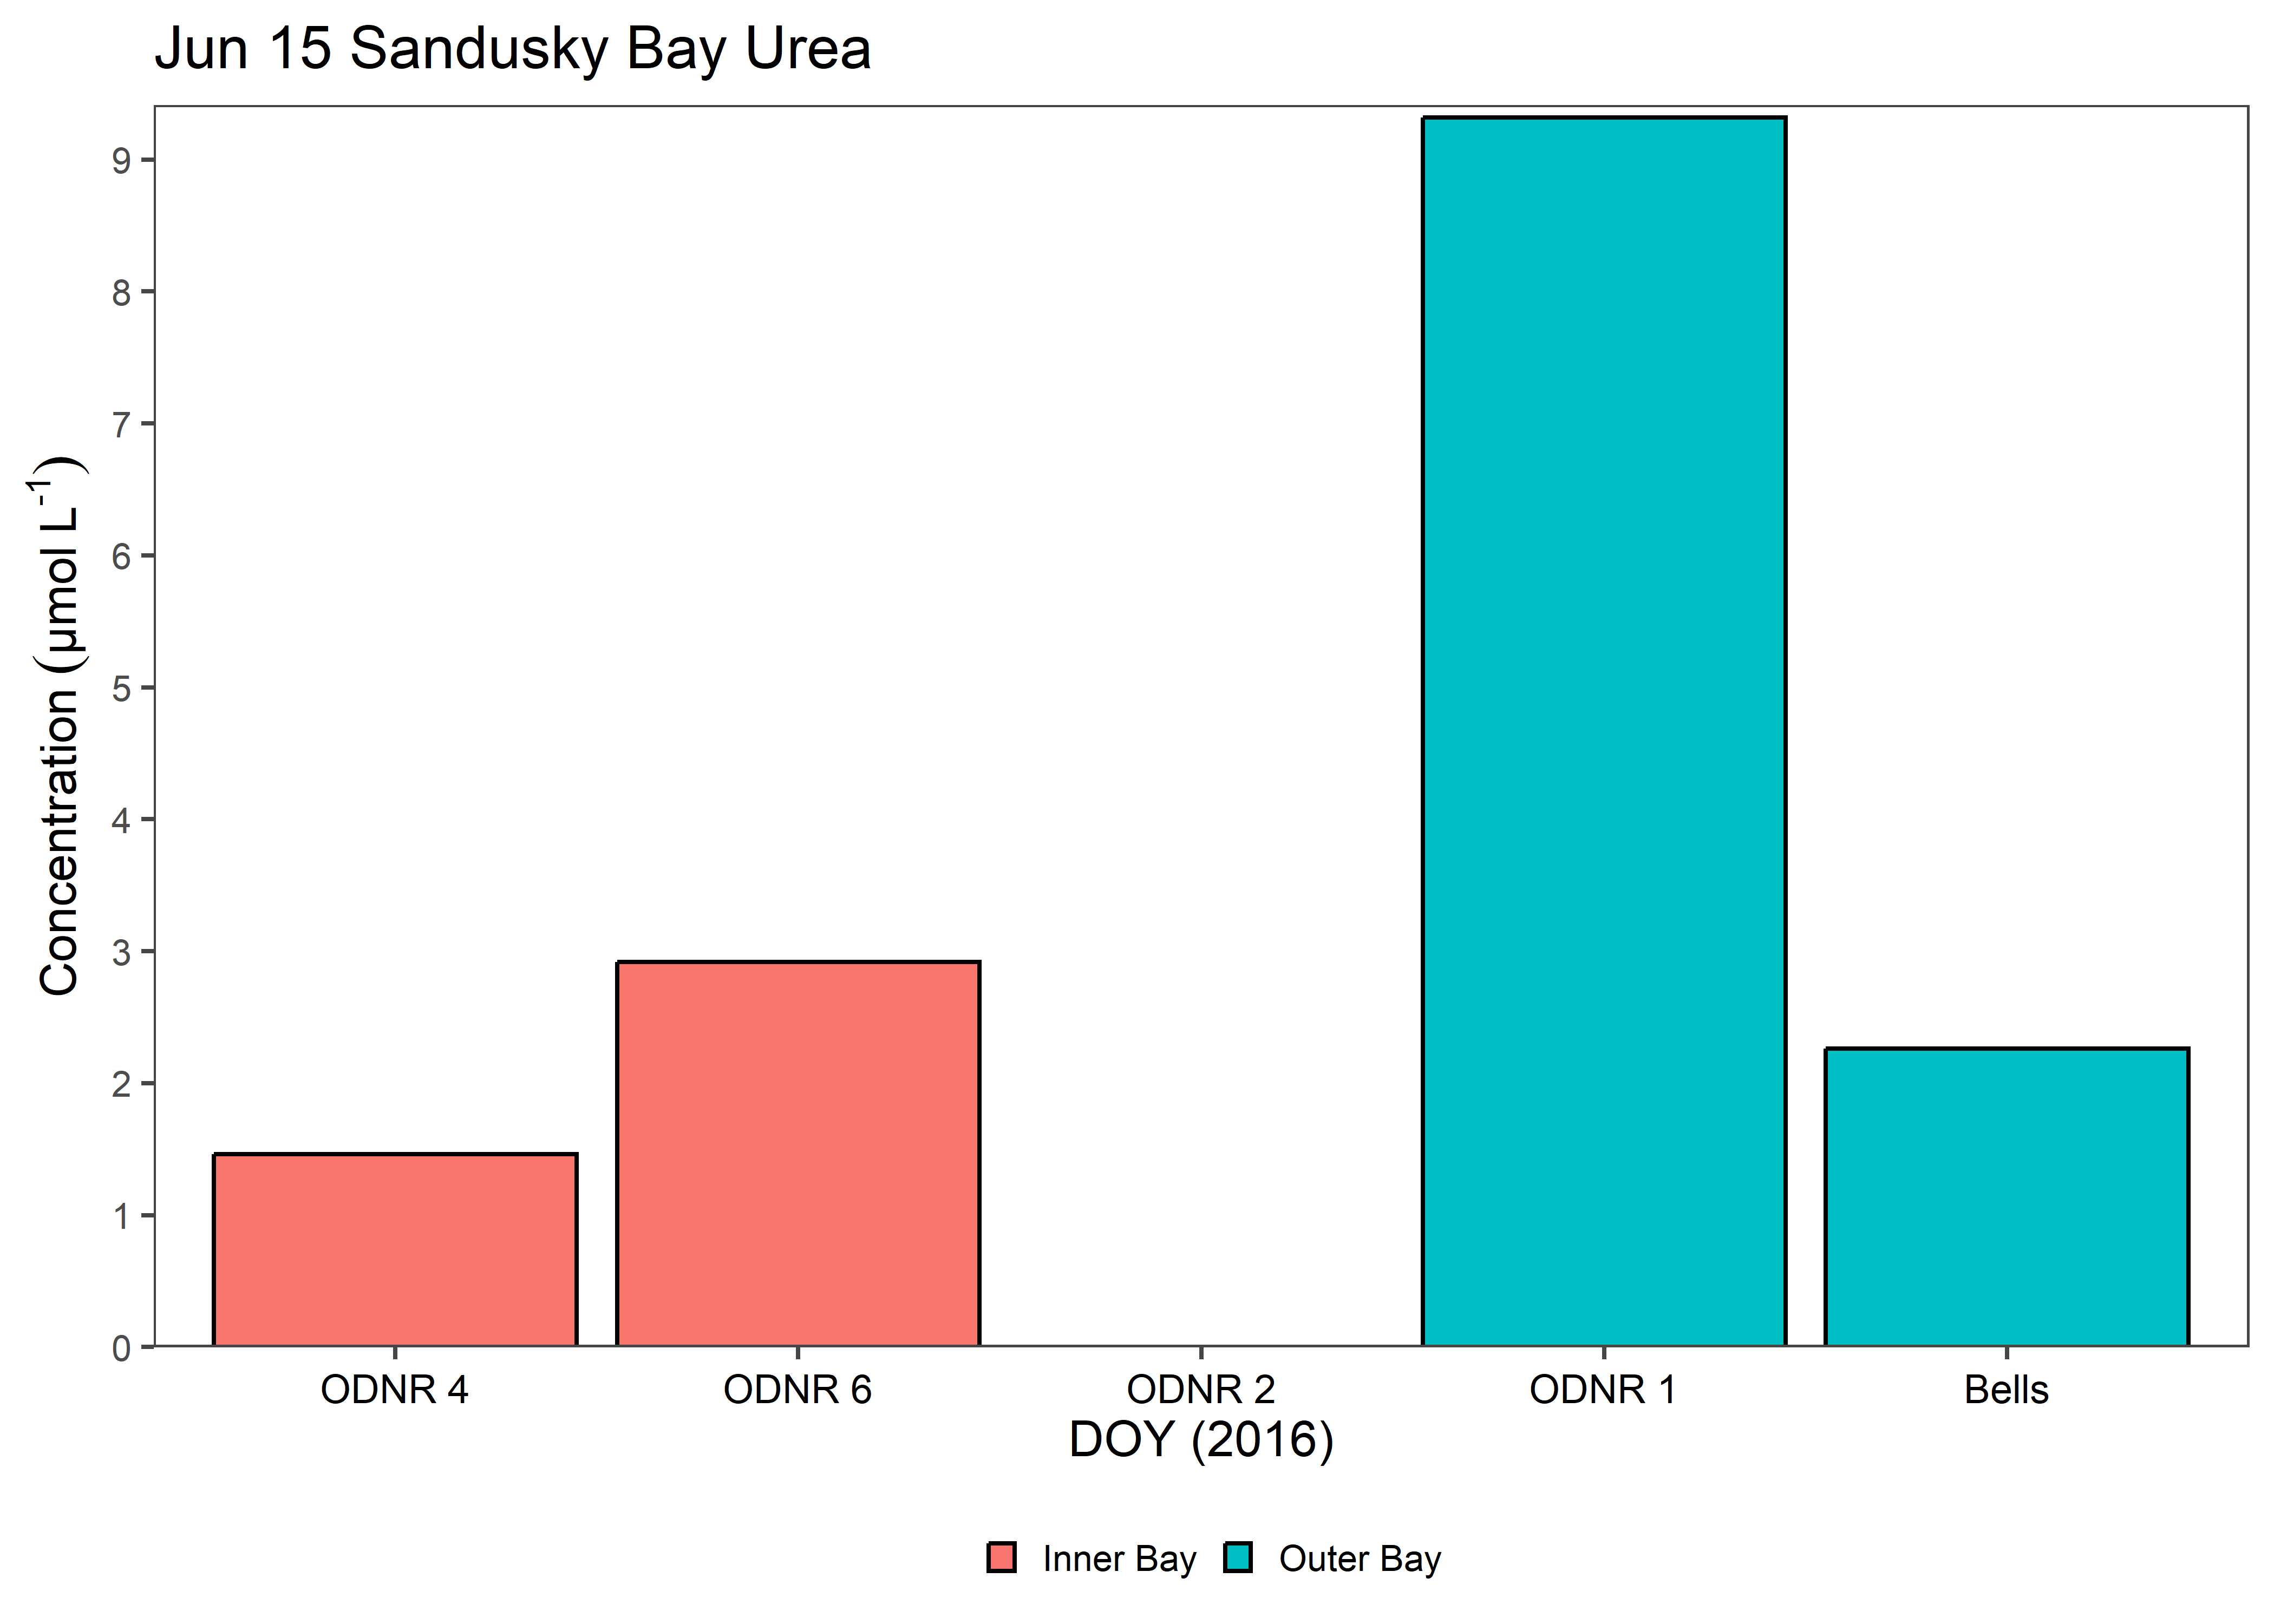 Jun 15 Sandusky Bay Urea
Concentration (µmol L⁻¹)
9
8
7
6
5
4
3
2
1
0
ODNR 4 ODNR 6 ODNR 2 ODNR 1 Bells
DOY (2016)
Inner Bay Outer Bay